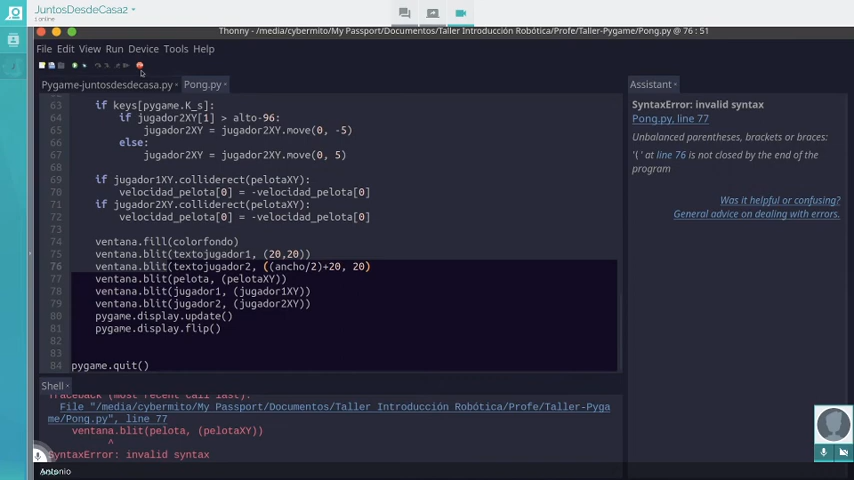 JuntosDesdeCasa2
1 online
Thonny - /media/cybermito/My Passport/Documentos/Taller Introducción Robótica/Profe/Taller-Pygame/Pong.py @ 76 : 51
File Edit View Run Device Tools Help
Pygame-juntosdesdecasa.py
Pong.py
63 if keys[pygame.K_s]:
64 if jugador2XY[1] > alto-96:
65 jugador2XY = jugador2XY.move(0, -5)
66 else:
67 jugador2XY = jugador2XY.move(0, 5)
68
69 if jugador1XY.colliderect(pelotaXY):
70 velocidad_pelota[0] = -velocidad_pelota[0]
71 if jugador2XY.colliderect(pelotaXY):
72 velocidad_pelota[0] = -velocidad_pelota[0]
73
74 ventana.fill(colorfondo)
75 ventana.blit(textojugador1, (20,20))
76 ventana.blit(textojugador2, ((ancho/2)+20, 20)
77 ventana.blit(pelota, (pelotaXY))
78 ventana.blit(jugador1, (jugador1XY))
79 ventana.blit(jugador2, (jugador2XY))
80 pygame.display.update()
81 pygame.display.flip()
82
83
84 pygame.quit()
Shell
Traceback (most recent call last):
File "/media/cybermito/My Passport/Documentos/Taller Introducción Robótica/Profe/Taller-Pyga
me/Pong.py", line 77
ventana.blit(pelota, (pelotaXY))
^
SyntaxError: invalid syntax
Antonio
Assistant
SyntaxError: invalid syntax
Pong.py, line 77
Unbalanced parentheses, brackets or braces:
'(' at line 76 is not closed by the end of the
program
Was it helpful or confusing?
General advice on dealing with errors.